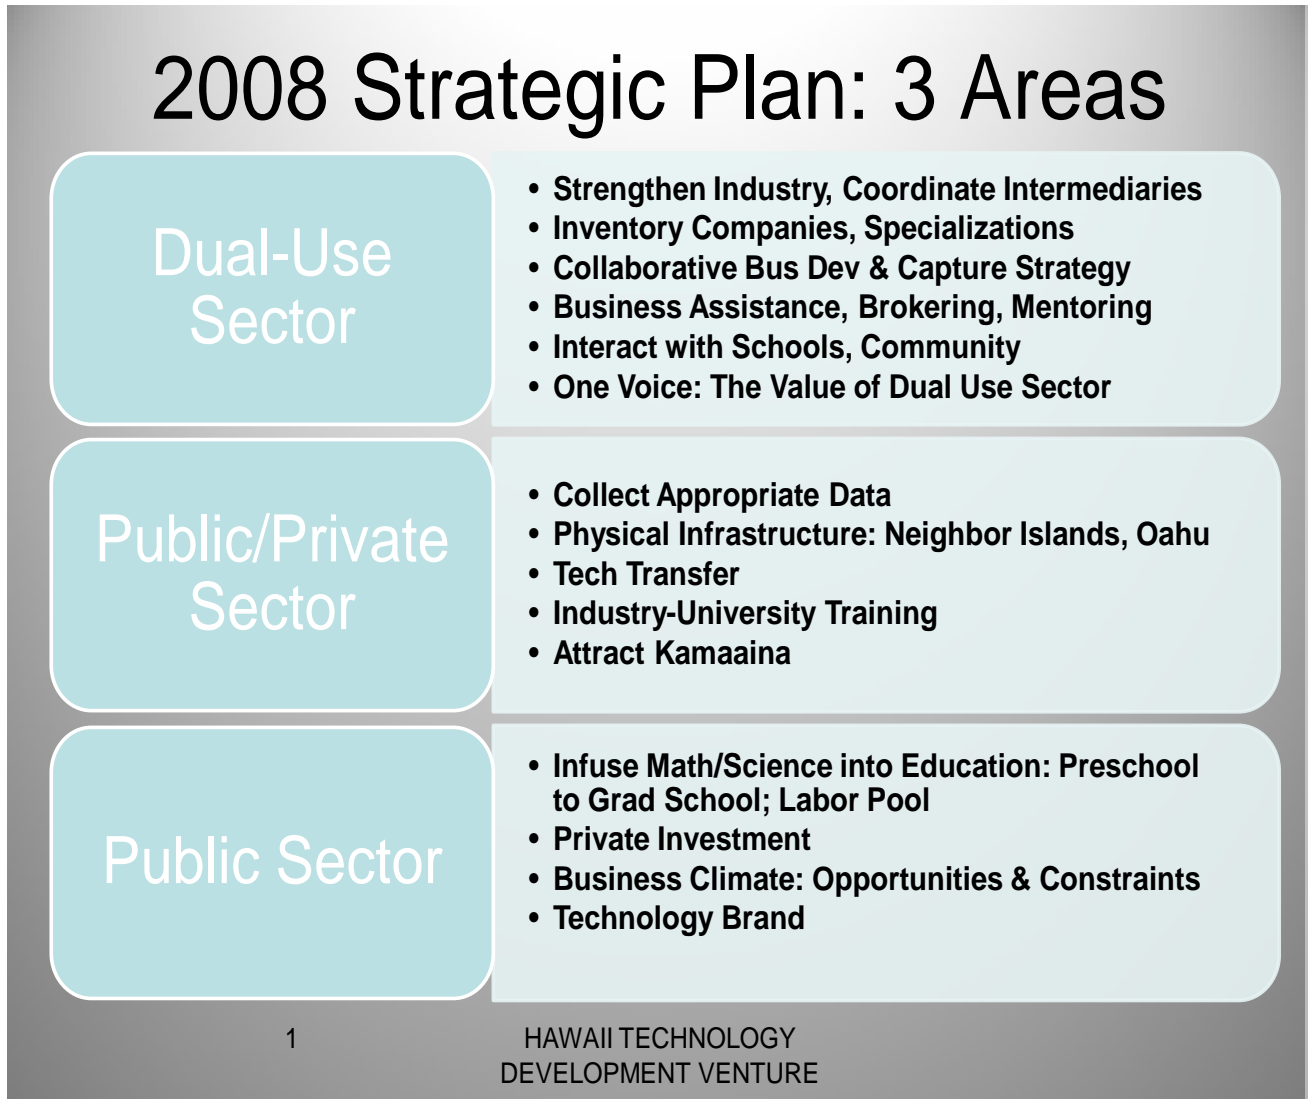 2008 Strategic Plan: 3 Areas
Dual-Use
Sector
• Strengthen Industry, Coordinate Intermediaries
• Inventory Companies, Specializations
• Collaborative Bus Dev & Capture Strategy
• Business Assistance, Brokering, Mentoring
• Interact with Schools, Community
• One Voice: The Value of Dual Use Sector
Public/Private
Sector
• Collect Appropriate Data
• Physical Infrastructure: Neighbor Islands, Oahu
• Tech Transfer
• Industry-University Training
• Attract Kamaaina
Public Sector
• Infuse Math/Science into Education: Preschool
to Grad School; Labor Pool
• Private Investment
• Business Climate: Opportunities & Constraints
• Technology Brand
1
HAWAII TECHNOLOGY
DEVELOPMENT VENTURE